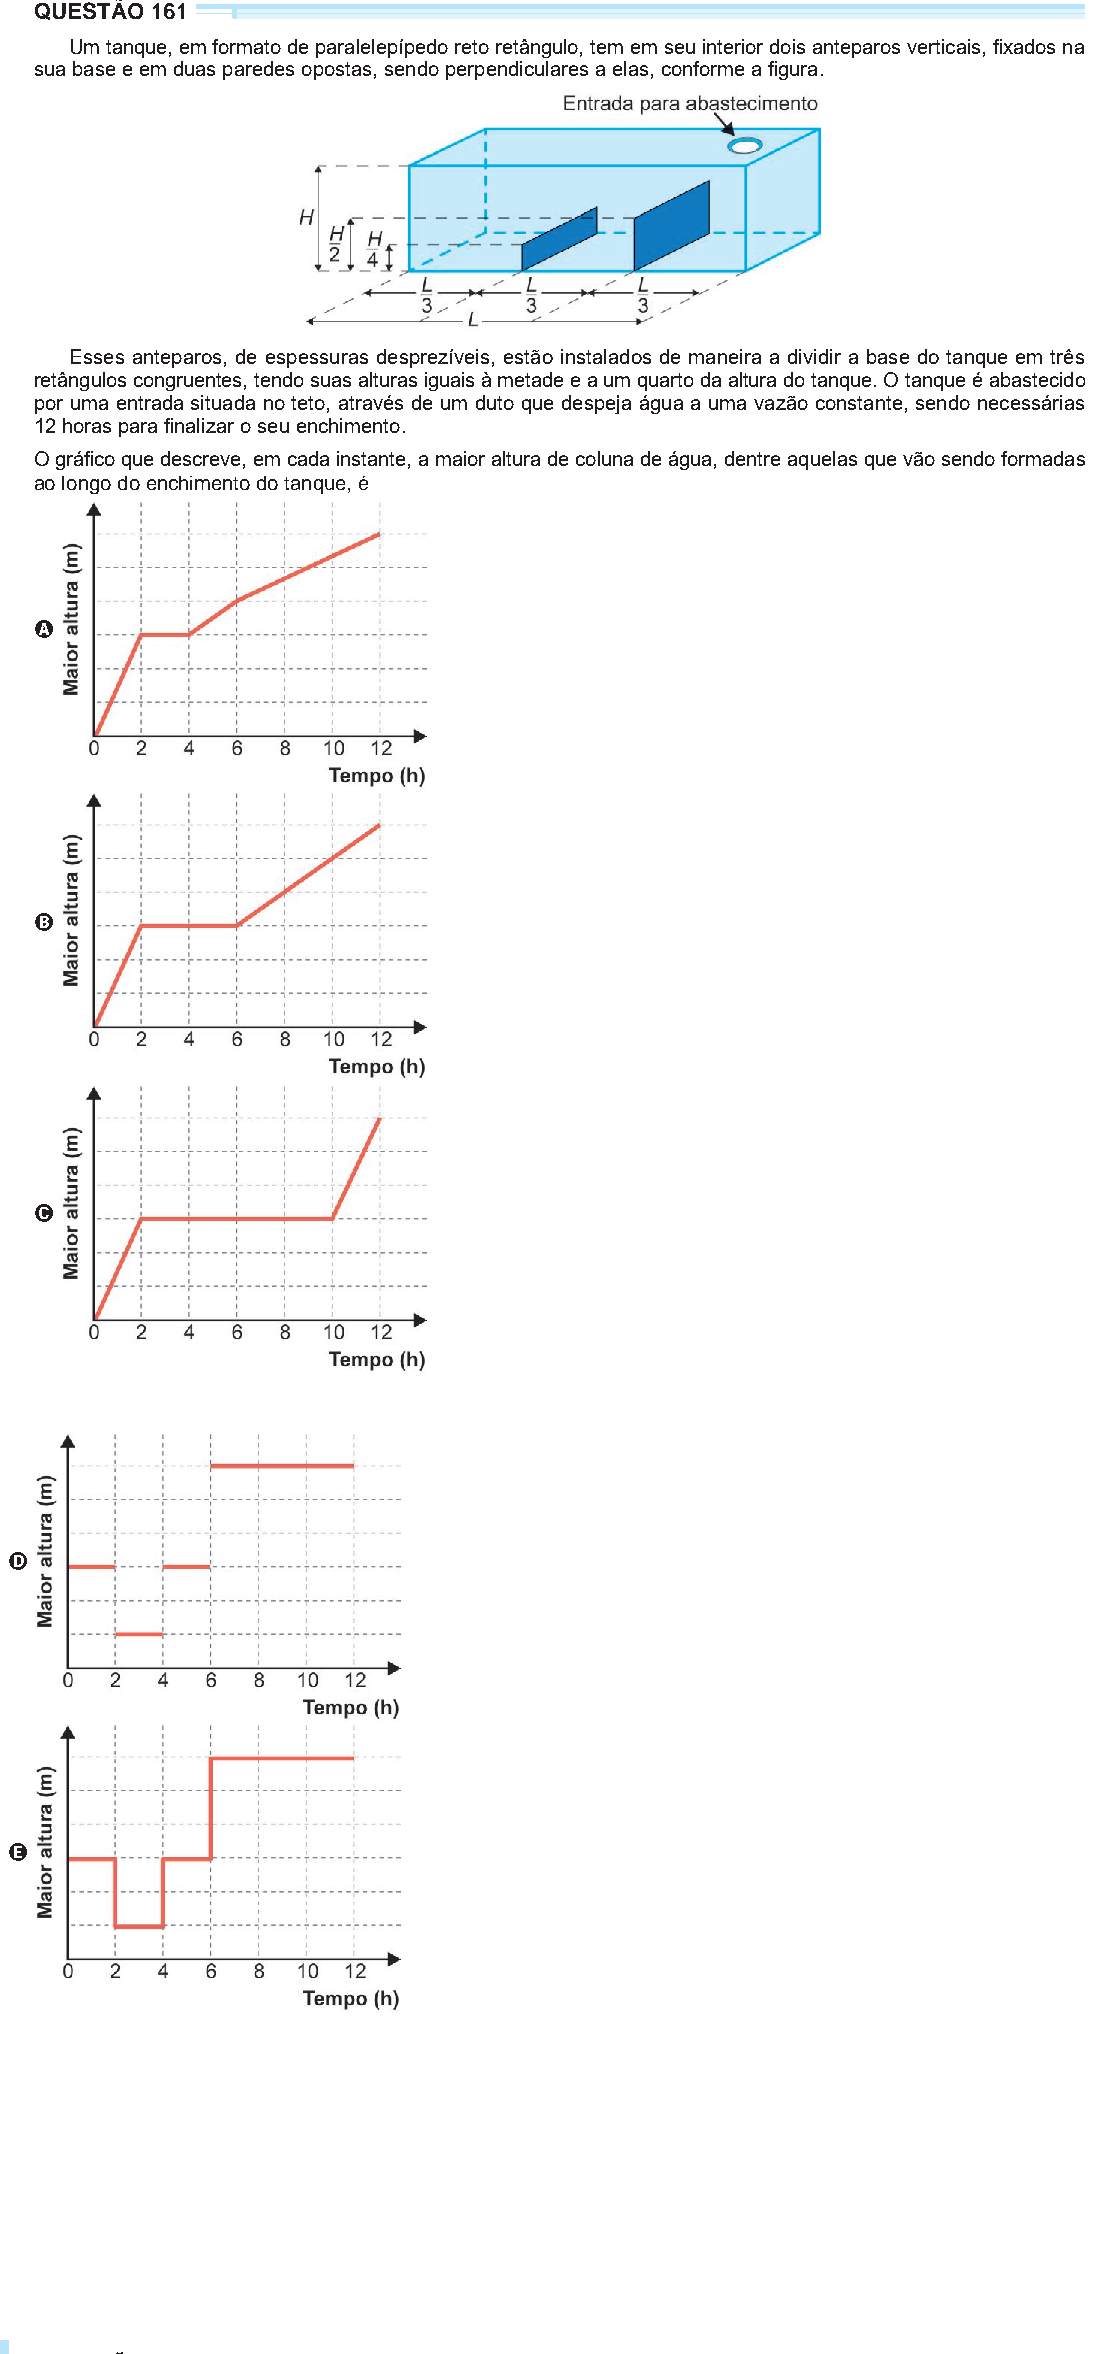 QUESTÃO 161
Um tanque, em formato de paralelepípedo reto retângulo, tem em seu interior dois anteparos verticais, fixados na
sua base e em duas paredes opostas, sendo perpendiculares a elas, conforme a figura.
Entrada para abastecimento
H
H
2
H
4
L
3
L
3
L
3
L
Esses anteparos, de espessuras desprezíveis, estão instalados de maneira a dividir a base do tanque em três
retângulos congruentes, tendo suas alturas iguais à metade e a um quarto da altura do tanque. O tanque é abastecido
por uma entrada situada no teto, através de um duto que despeja água a uma vazão constante, sendo necessárias
12 horas para finalizar o seu enchimento.
O gráfico que descreve, em cada instante, a maior altura de coluna de água, dentre aquelas que vão sendo formadas
ao longo do enchimento do tanque, é
A
Maior altura (m)
0 2 4 6 8 10 12
Tempo (h)
B
Maior altura (m)
0 2 4 6 8 10 12
Tempo (h)
C
Maior altura (m)
0 2 4 6 8 10 12
Tempo (h)
D
Maior altura (m)
0 2 4 6 8 10 12
Tempo (h)
E
Maior altura (m)
0 2 4 6 8 10 12
Tempo (h)